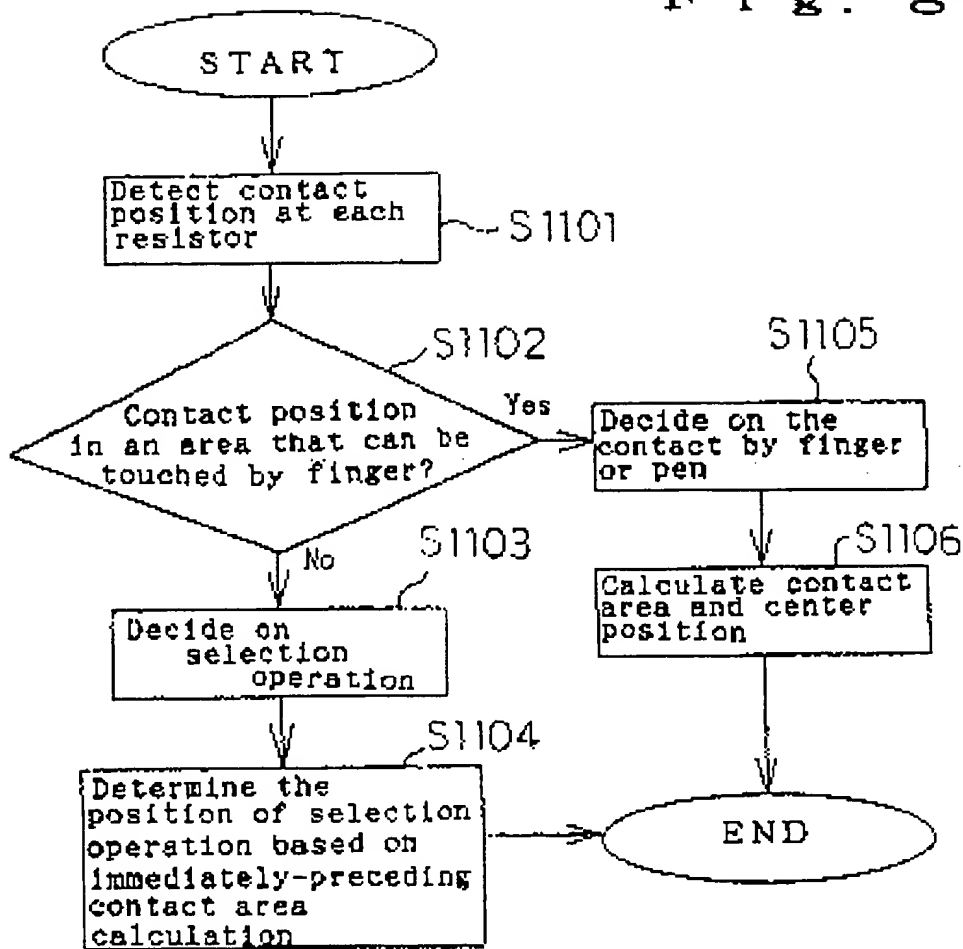 START
Detect contact
position at each
resistor
S1101
S1102
Contact position
in an area that can be
touched by finger?
Yes
S1105
Decide on the
contact by finger
or pen
No
S1103
S1106
Decide on
selection
operation
Calculate contact
area and center
position
S1104
Determine the
position of selection
operation based on
immediately-preceding
contact area
calculation
END